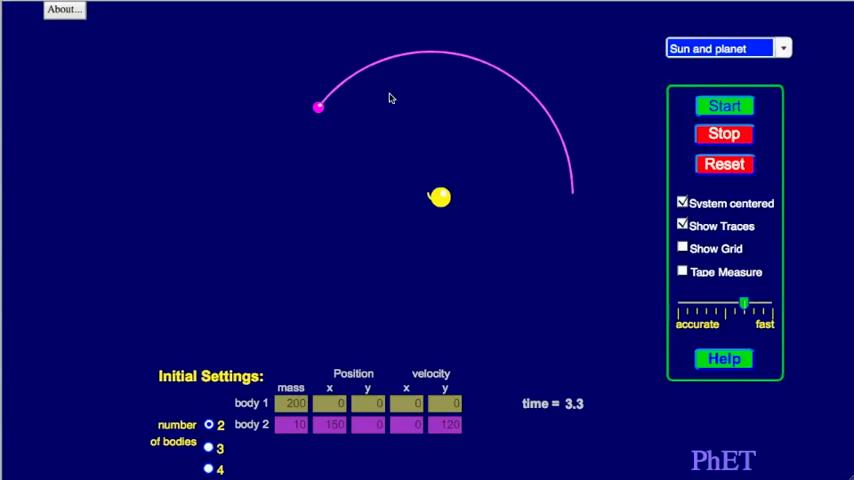 About...
Sun and planet
Start
Stop
Reset
System centered
Show Traces
Show Grid
Tape Measure
accurate fast
Help
Initial Settings:
Position velocity
mass x y x y
body 1 200 0 0 0 0
time = 3.3
number of bodies
2
body 2 10 150 0 0 120
3
4
PhET